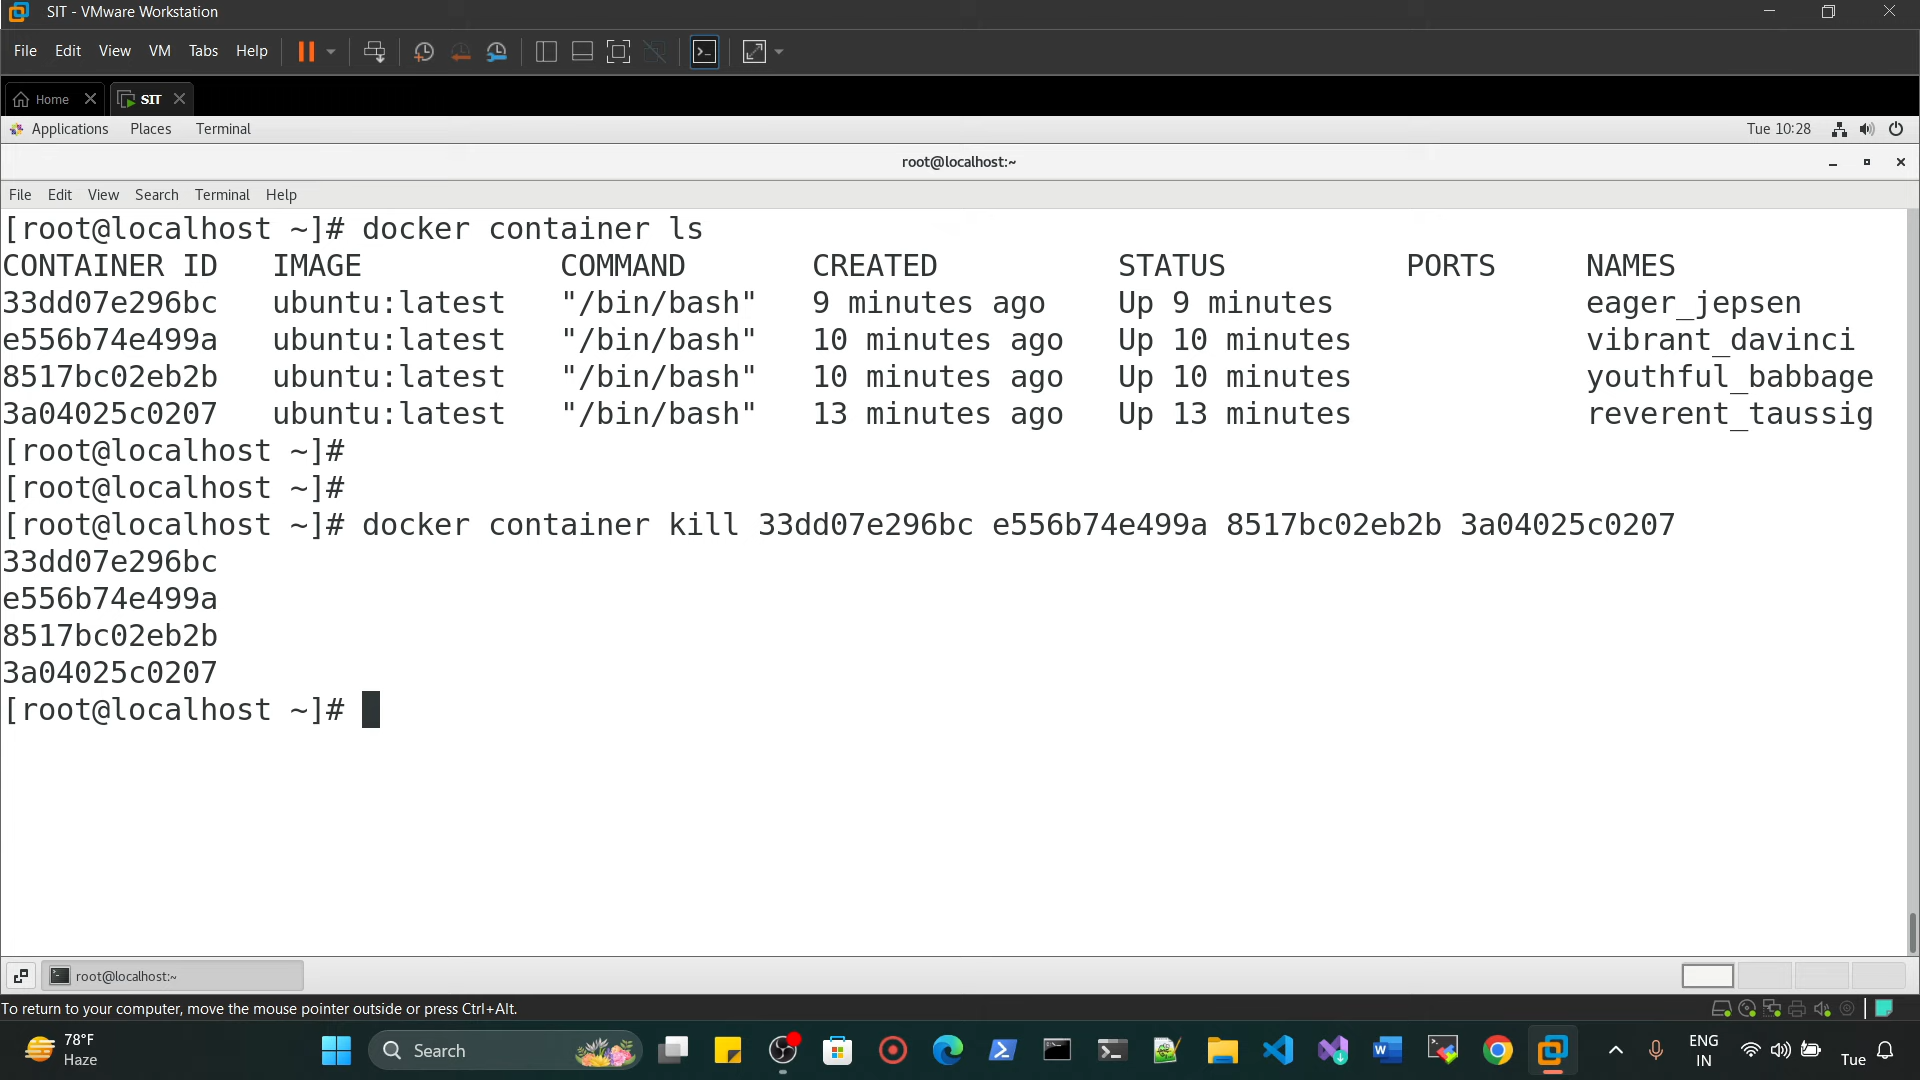 SIT - VMware Workstation
File Edit View VM Tabs Help
Home SIT
Applications Places Terminal Tue 10:28
root@localhost:~
File Edit View Search Terminal Help
[root@localhost ~]# docker container ls
CONTAINER ID IMAGE COMMAND CREATED STATUS PORTS NAMES
33dd07e296bc ubuntu:latest "/bin/bash" 9 minutes ago Up 9 minutes eager_jepsen
e556b74e499a ubuntu:latest "/bin/bash" 10 minutes ago Up 10 minutes vibrant_davinci
8517bc02eb2b ubuntu:latest "/bin/bash" 10 minutes ago Up 10 minutes youthful_babbage
3a04025c0207 ubuntu:latest "/bin/bash" 13 minutes ago Up 13 minutes reverent_taussig
[root@localhost ~]#
[root@localhost ~]#
[root@localhost ~]# docker container kill 33dd07e296bc e556b74e499a 8517bc02eb2b 3a04025c0207
33dd07e296bc
e556b74e499a
8517bc02eb2b
3a04025c0207
[root@localhost ~]#
root@localhost:~
To return to your computer, move the mouse pointer outside or press Ctrl+Alt.
78°F
Haze
Search
ENG
IN
Tue